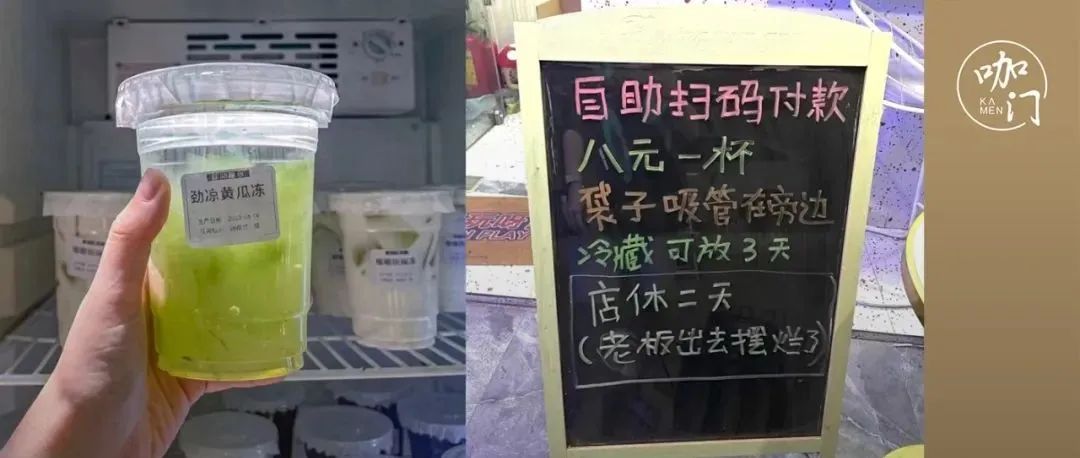 劲凉黄瓜冻
自助扫码付款
八元一杯
袋子吸管在旁边
冷藏可放3天
店休二天
(老板出去摆烂了)
咖门
KA
MEN